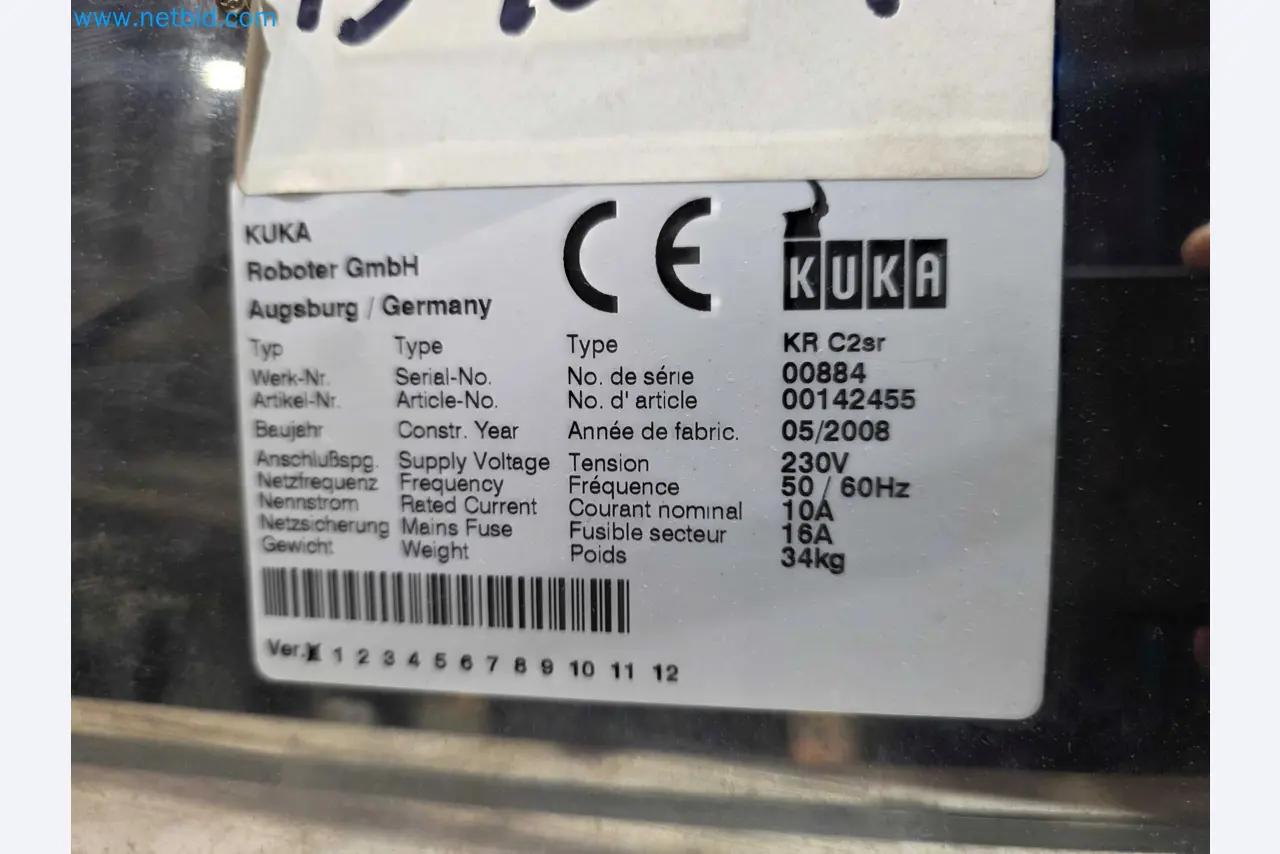 www.netbid.com
KUKA
Roboter GmbH
Augsburg / Germany
CE
KUKA
Typ Type Type KR C2sr
Werk-Nr. Serial-No. No. de série 00884
Artikel-Nr. Article-No. No. d' article 00142455
Baujahr Constr. Year Année de fabric. 05/2008
Anschlußspg. Supply Voltage Tension 230V
Netzfrequenz Frequency Fréquence 50 / 60Hz
Nennstrom Rated Current Courant nominal 10A
Netzsicherung Mains Fuse Fusible secteur 16A
Gewicht Weight Poids 34kg
Ver. 1 2 3 4 5 6 7 8 9 10 11 12